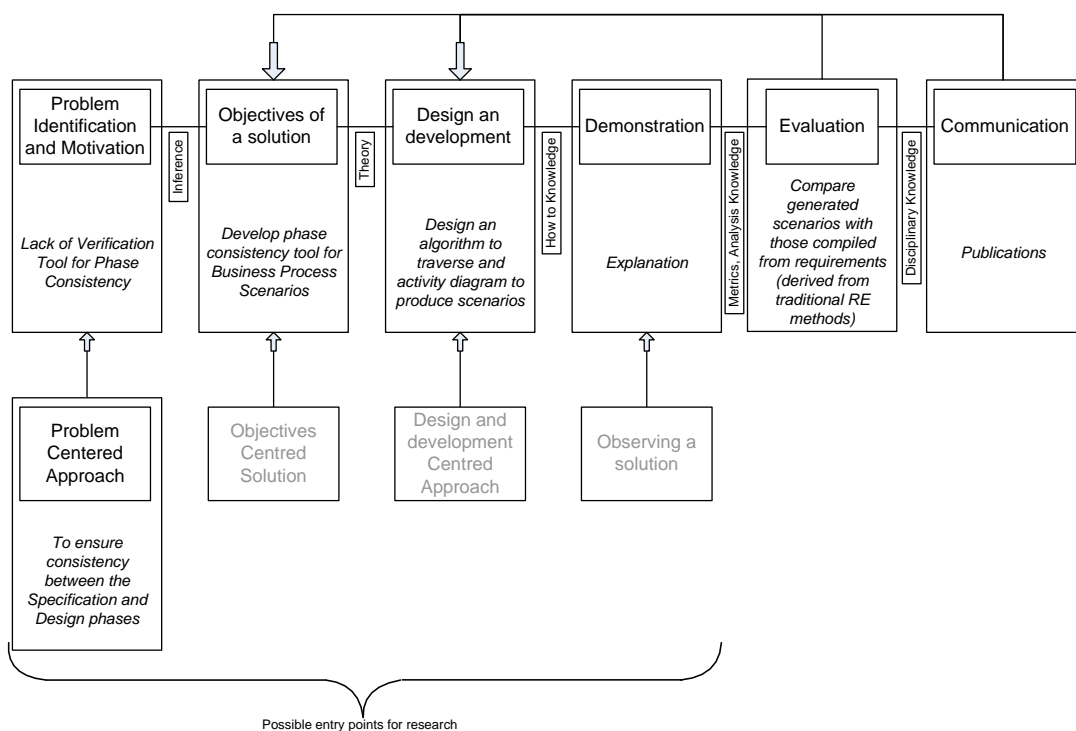 Problem
Identification
and Motivation
Lack of Verification
Tool for Phase
Consistency
Inference
Objectives of
a solution
Develop phase
consistency tool for
Business Process
Scenarios
Theory
Design an
development
Design an
algorithm to
traverse and
activity diagram to
produce scenarios
How to Knowledge
Demonstration
Explanation
Metrics, Analysis Knowledge
Evaluation
Compare
generated
scenarios with
those compiled
from requirements
(derived from
traditional RE
methods)
Disciplinary Knowledge
Communication
Publications
Problem
Centered
Approach
To ensure
consistency
between the
Specification and
Design phases
Objectives
Centred
Solution
Design and
development
Centred
Approach
Observing a
solution
Possible entry points for research